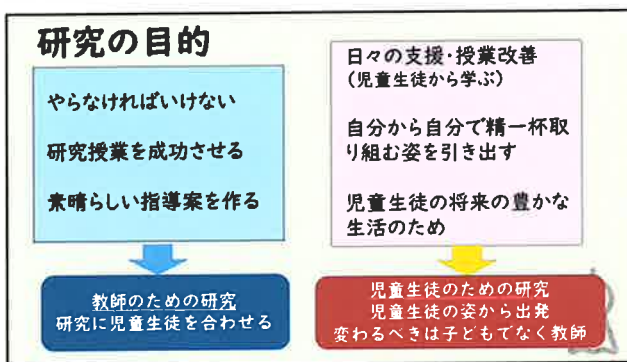 研究の目的
やらなければいけない
研究授業を成功させる
素晴らしい指導案を作る
教師のための研究
研究に児童生徒を合わせる
日々の支援・授業改善
(児童生徒から学ぶ)
自分から自分で精一杯取
り組む姿を引き出す
児童生徒の将来の豊かな
生活のため
児童生徒のための研究
児童生徒の姿から出発
変わるべきは子どもでなく教師